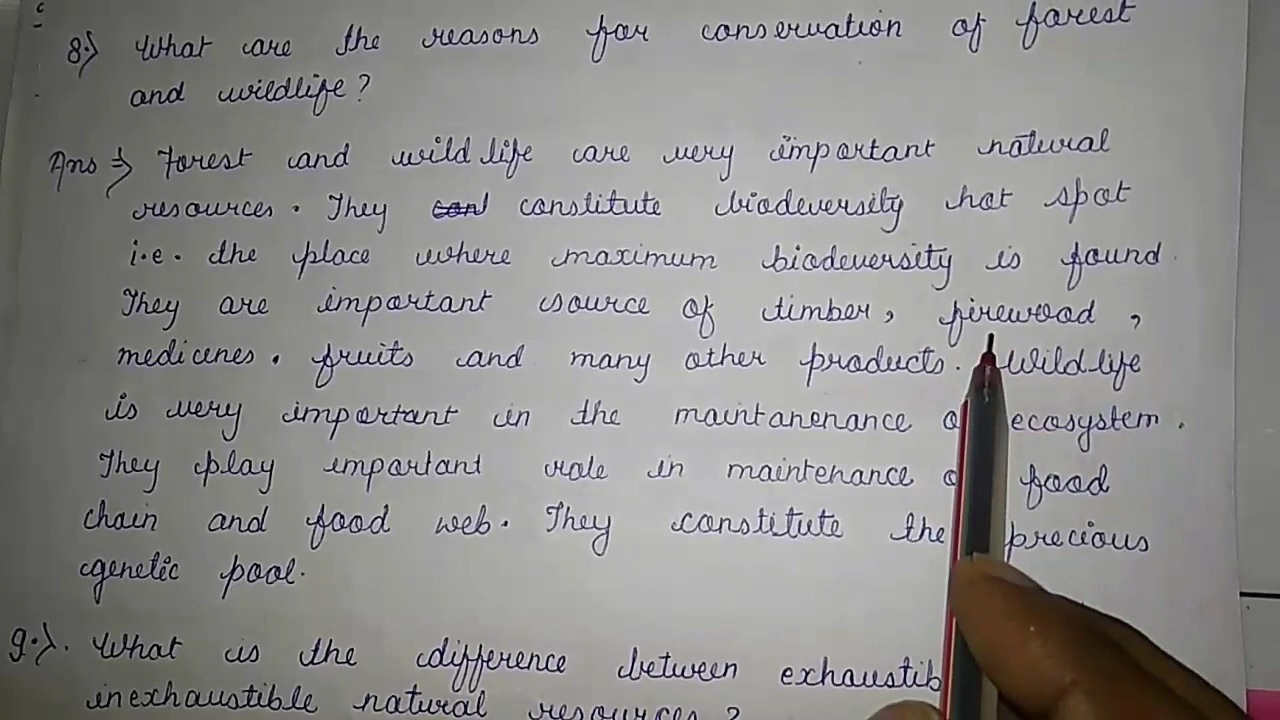 8.) What are the reasons for conservation of forest
and wildlife?
Ans ⇒ Forest and wild life are very important natural
resources. They constitute biodeversity hot spot
i.e. the place where maximum biodeversity is found.
They are important source of timber, firewood,
medicenes. fruits and many other products. Wildlife
is very important in the maintanenance ecosystem.
They play important role in maintenance food
chain and food web. They constitute the precious
genetic pool.
9.). What is the difference between
inexhaustible natural resources?